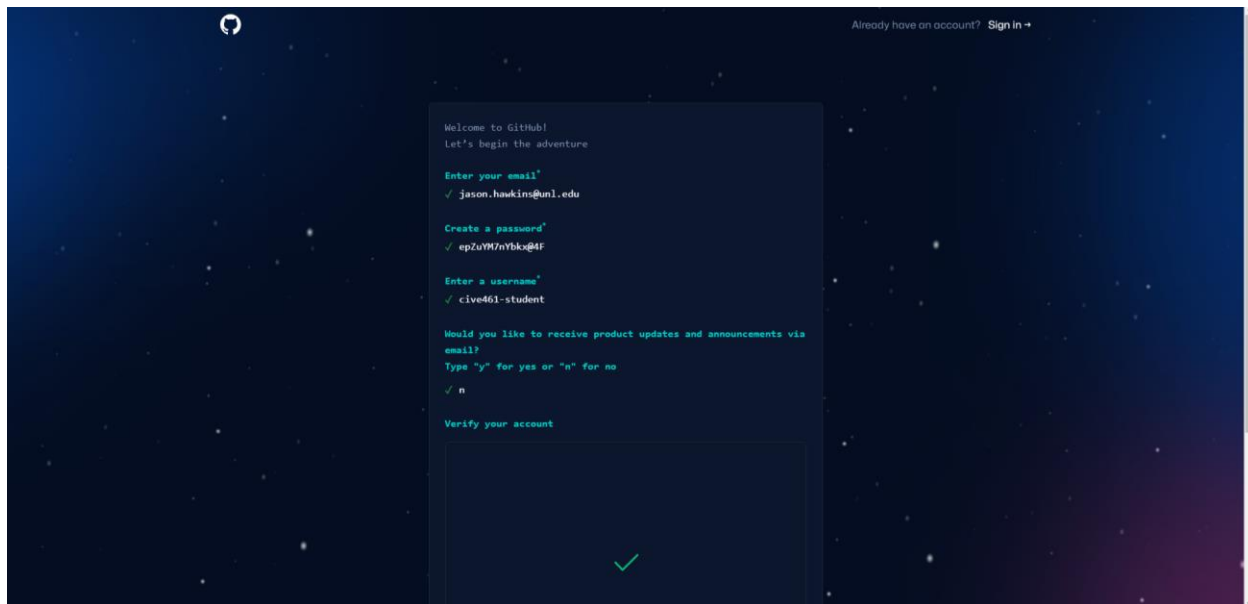 Already have an account? Sign in →
Welcome to GitHub!
Let's begin the adventure
Enter your email*
✓ jason.hawkins@unl.edu
Create a password*
✓ epZuYM7nYbkx@4F
Enter a username*
✓ cive461-student
Would you like to receive product updates and announcements via
email?
Type "y" for yes or "n" for no
✓ n
Verify your account